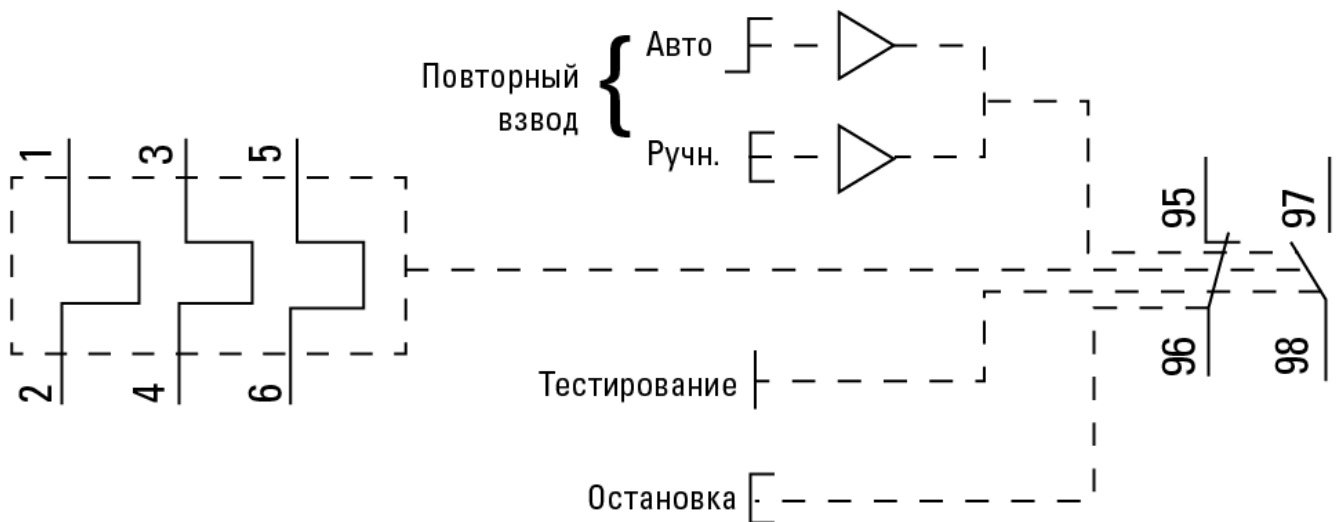 Повторный
взвод
{
Авто
Ручн.
1
3
5
2
4
6
95
97
96
98
Тестирование
Остановка